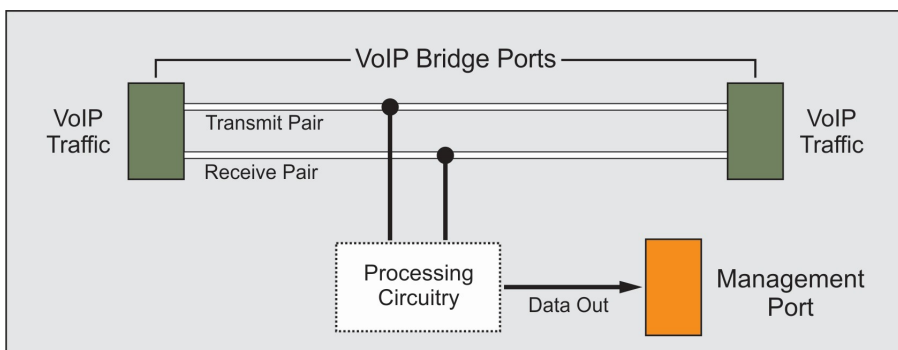 VoIP Bridge Ports
VoIP
Traffic
Transmit Pair
Receive Pair
VoIP
Traffic
Processing
Circuitry
Data Out
Management
Port